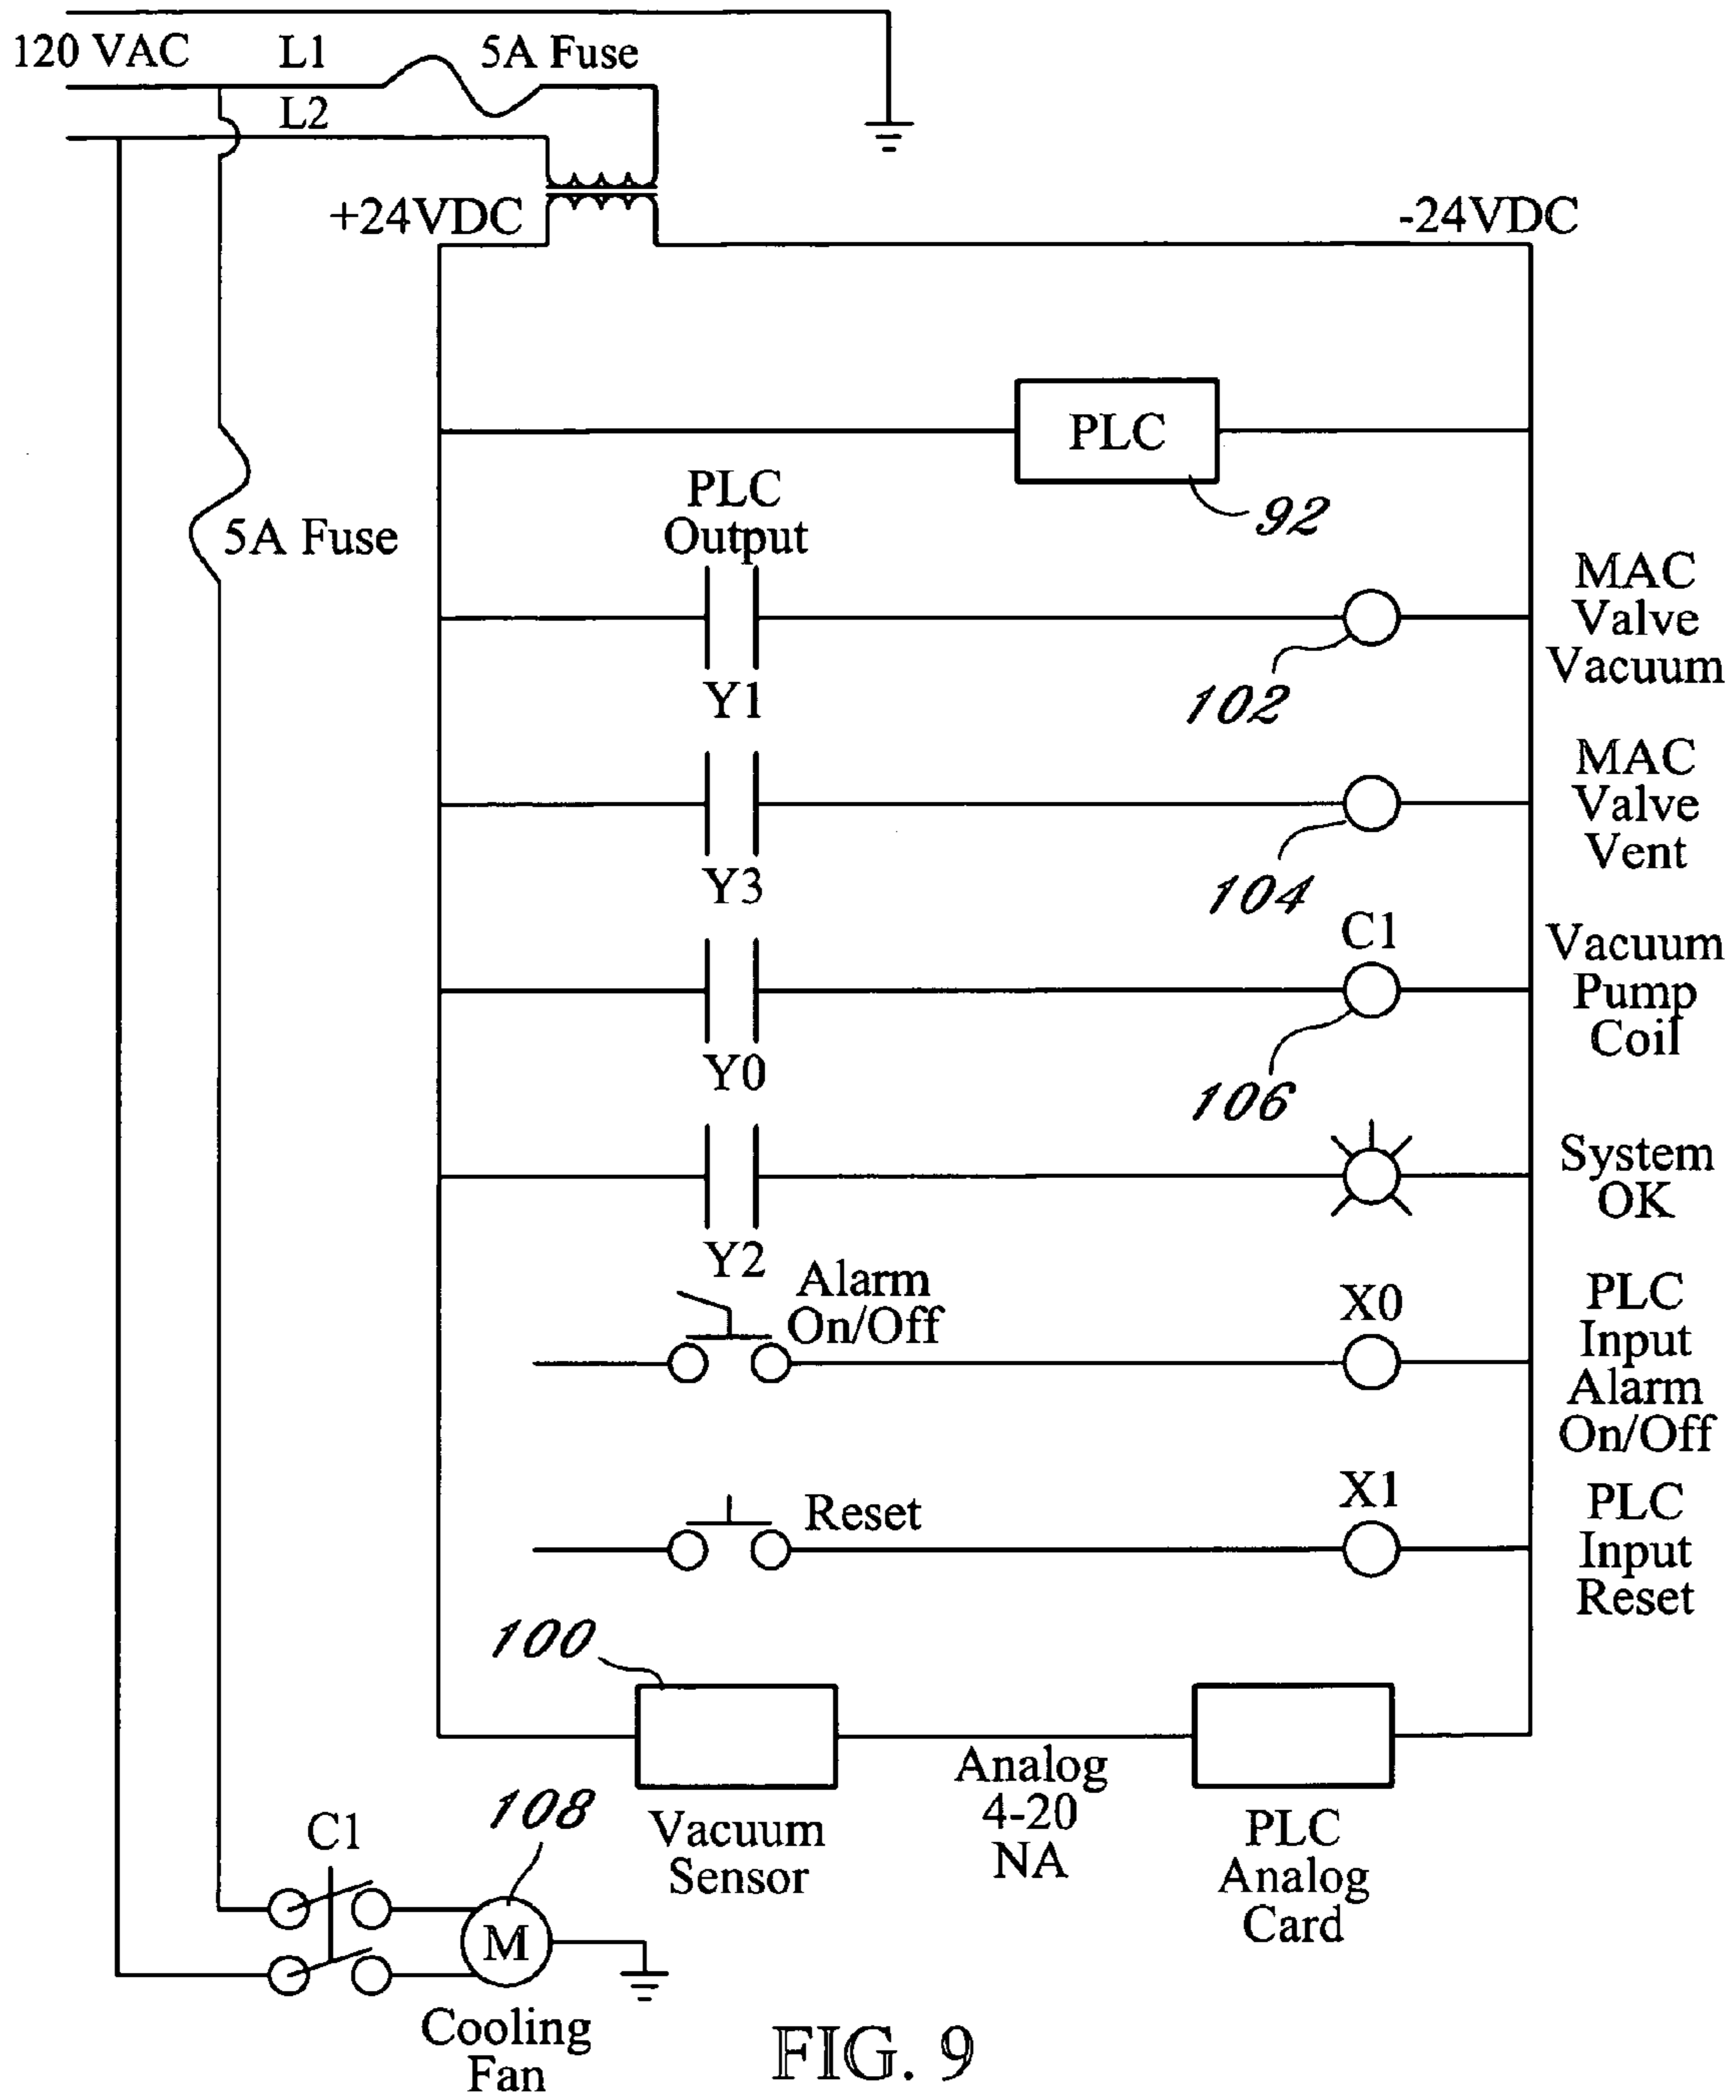 120 VAC
L1
5A Fuse
L2
+24VDC
-24VDC
PLC
92
5A Fuse
PLC
Output
Y1
102
MAC
Valve
Vacuum
Y3
104
MAC
Valve
Vent
Y0
C1
106
Vacuum
Pump
Coil
Y2
System
OK
Alarm
On/Off
X0
PLC
Input
Alarm
On/Off
Reset
X1
PLC
Input
Reset
100
Vacuum
Sensor
Analog
4-20
NA
PLC
Analog
Card
C1
108
M
Cooling
Fan
FIG. 9